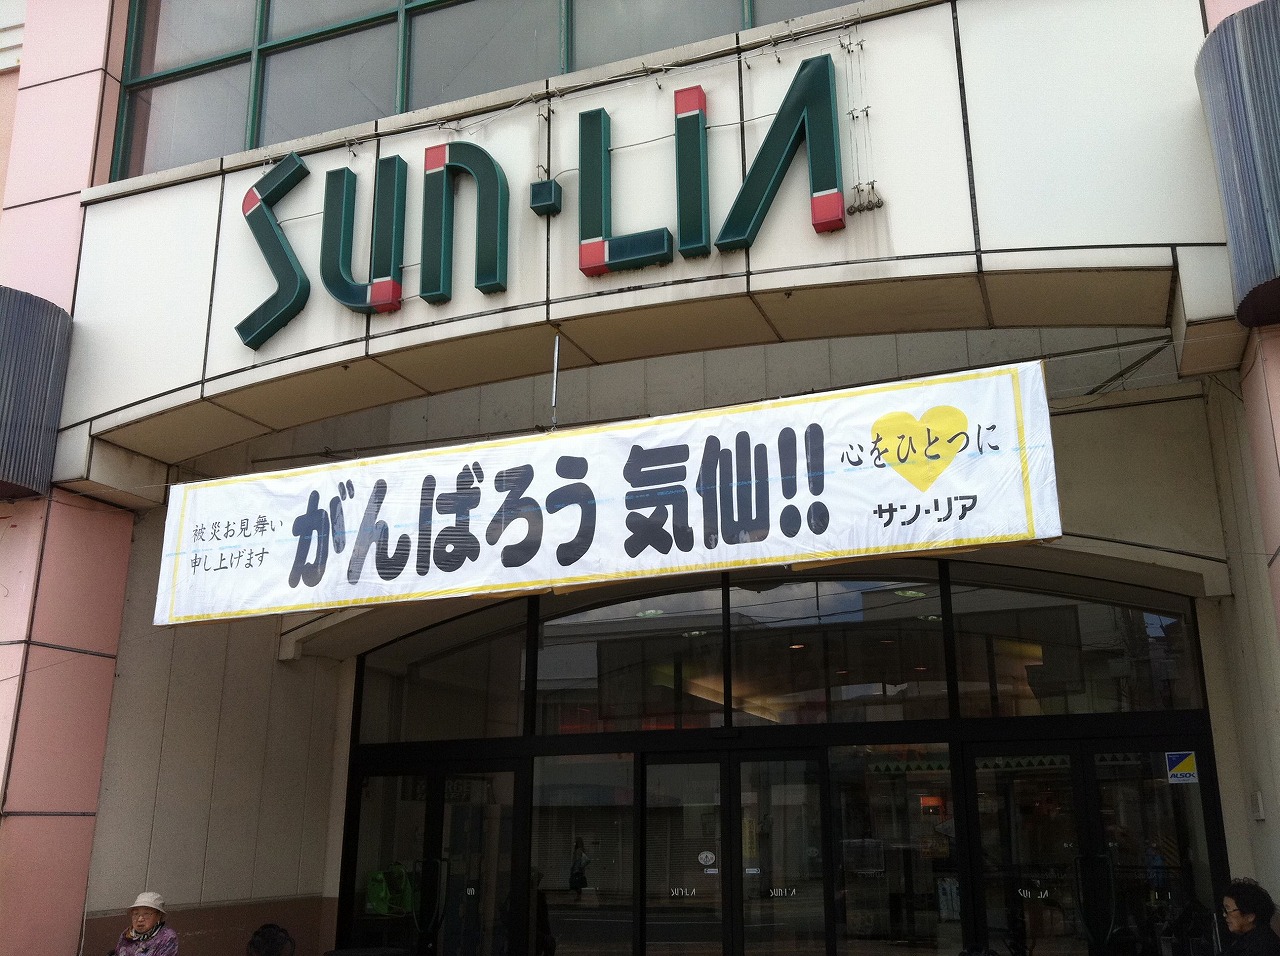 SUN·LIA
被災お見舞い
申し上げます
がんばろう 気仙!!
心をひとつに
サン・リア
ALSOK